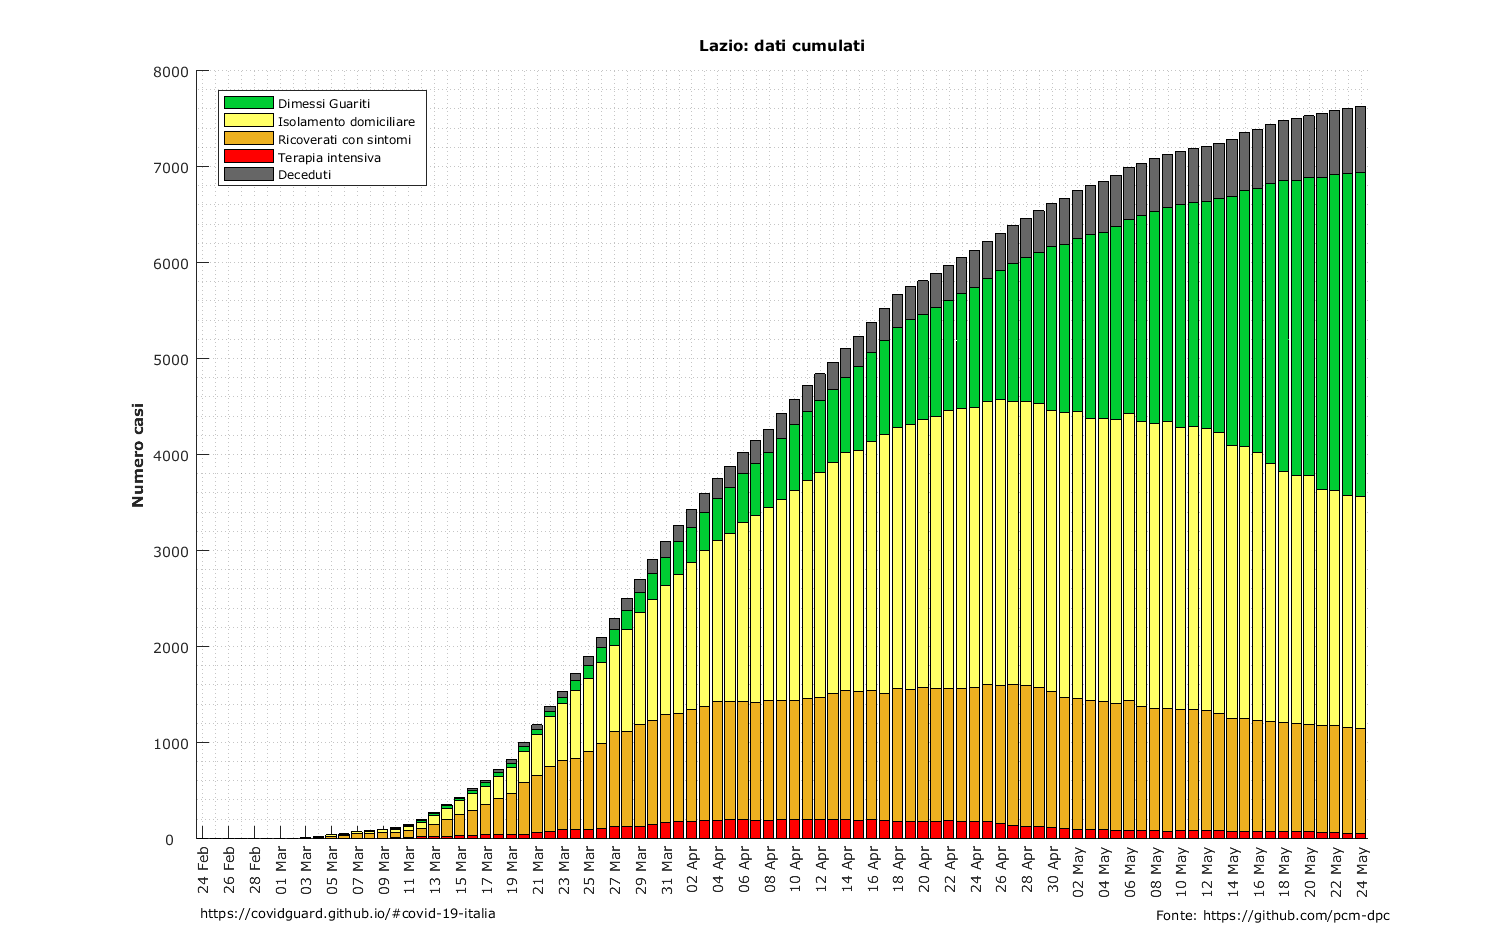 Lazio: dati cumulati
8000
7000
6000
5000
4000
3000
2000
1000
0
Numero casi
Dimessi Guariti
Isolamento domiciliare
Ricoverati con sintomi
Terapia intensiva
Deceduti
24 Feb
26 Feb
28 Feb
01 Mar
03 Mar
05 Mar
07 Mar
09 Mar
11 Mar
13 Mar
15 Mar
17 Mar
19 Mar
21 Mar
23 Mar
25 Mar
27 Mar
29 Mar
31 Mar
02 Apr
04 Apr
06 Apr
08 Apr
10 Apr
12 Apr
14 Apr
16 Apr
18 Apr
20 Apr
22 Apr
24 Apr
26 Apr
28 Apr
30 Apr
02 May
04 May
06 May
08 May
10 May
12 May
14 May
16 May
18 May
20 May
22 May
24 May
https://covidguard.github.io/#covid-19-italia
Fonte: https://github.com/pcm-dpc